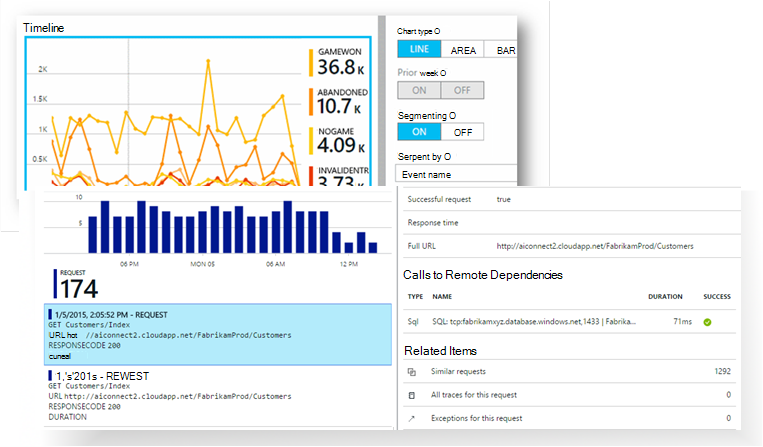 Timeline
2K
1.5K
1K
0.5K
GAMEWON
36.8 K
ABANDONED
10.7 K
NOGAME
4.09 K
INVALIDENTR
3.73 K
Chart type O
LINE AREA BAR
Prior week O
ON OFF
Segmenting O
ON OFF
Serpent by O
Event name
10
5
06 PM MON 05 06 AM 12 PM
REQUEST
174
1/5/2015, 2:05:52 PM - REQUEST
GET Customers/Index
URL hot //aiconnect2.cloudapp.net/FabrikamProd/Customers
RESPONSECODE 200
cuneal
1,'s'201s - REWEST
GET Customers/Index
URL http://aiconnect2.cloudapp.net/FabrikamProd/Customers
RESPONSECODE 200
DURATION
Successful request true
Response time
Full URL http://aiconnect2.cloudapp.net/FabrikamProd/Customers
Calls to Remote Dependencies
TYPE NAME DURATION SUCCESS
Sql SQL: tcp:fabrikamxyz.database.windows.net,1433 | Fabrika... 71ms
Related Items
Similar requests 1292
All traces for this request 0
Exceptions for this request 0